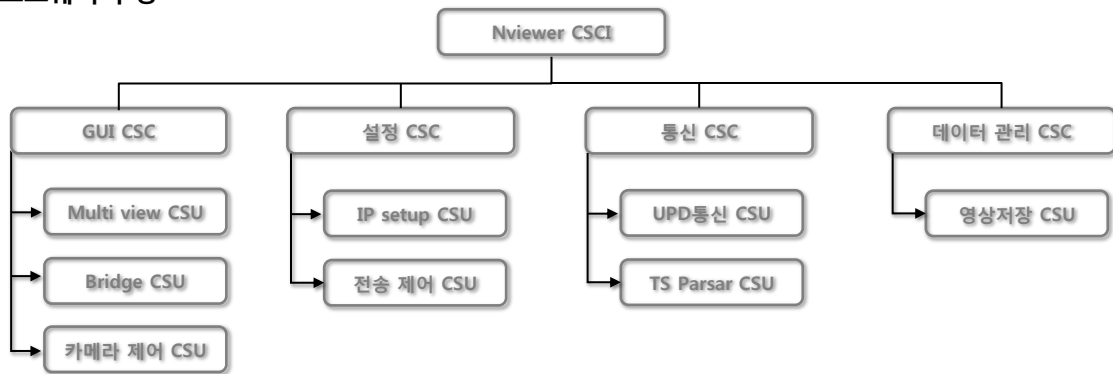 Nviewer CSCI
GUI CSC
설정 CSC
통신 CSC
데이터 관리 CSC
Multi view CSU
IP setup CSU
UPD통신 CSU
영상저장 CSU
Bridge CSU
전송 제어 CSU
TS Parsar CSU
카메라 제어 CSU